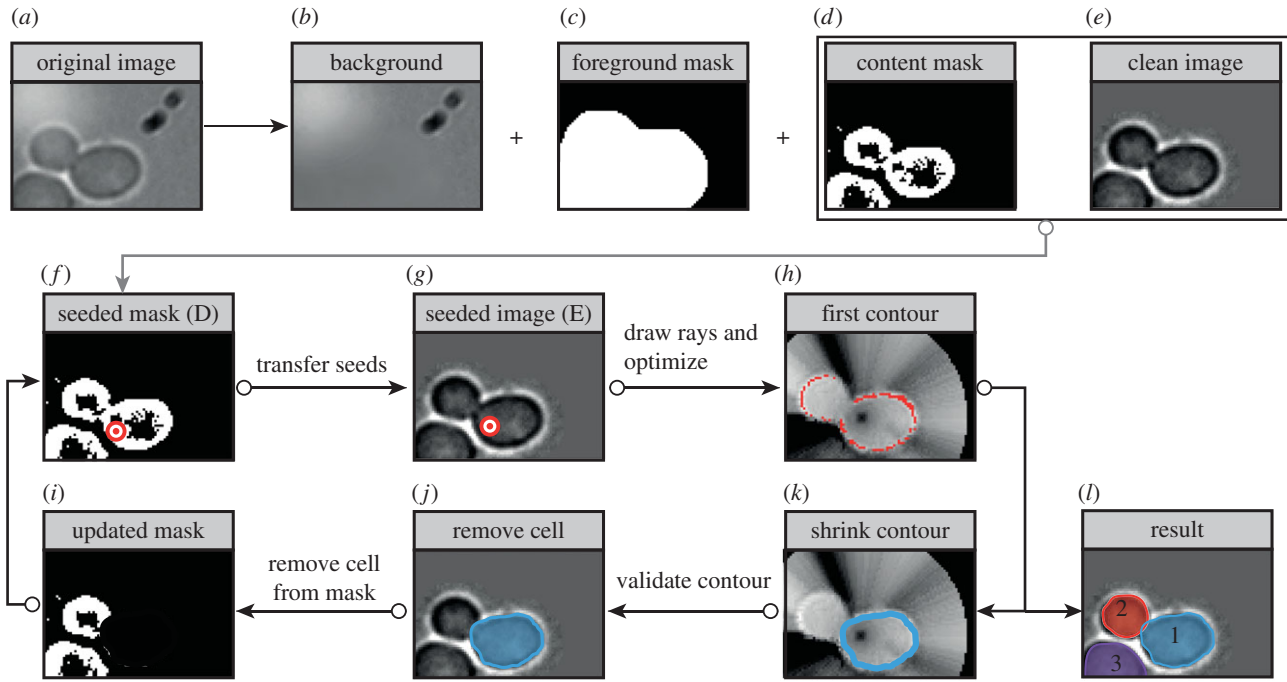 (a)
(b)
(c)
(d)
(e)
original image
background
foreground mask
content mask
clean image
+
+
(f)
(g)
(h)
seeded mask (D)
seeded image (E)
first contour
transfer seeds
draw rays and
optimize
(i)
(j)
(k)
(l)
updated mask
remove cell
shrink contour
result
remove cell
from mask
validate contour
2
1
3